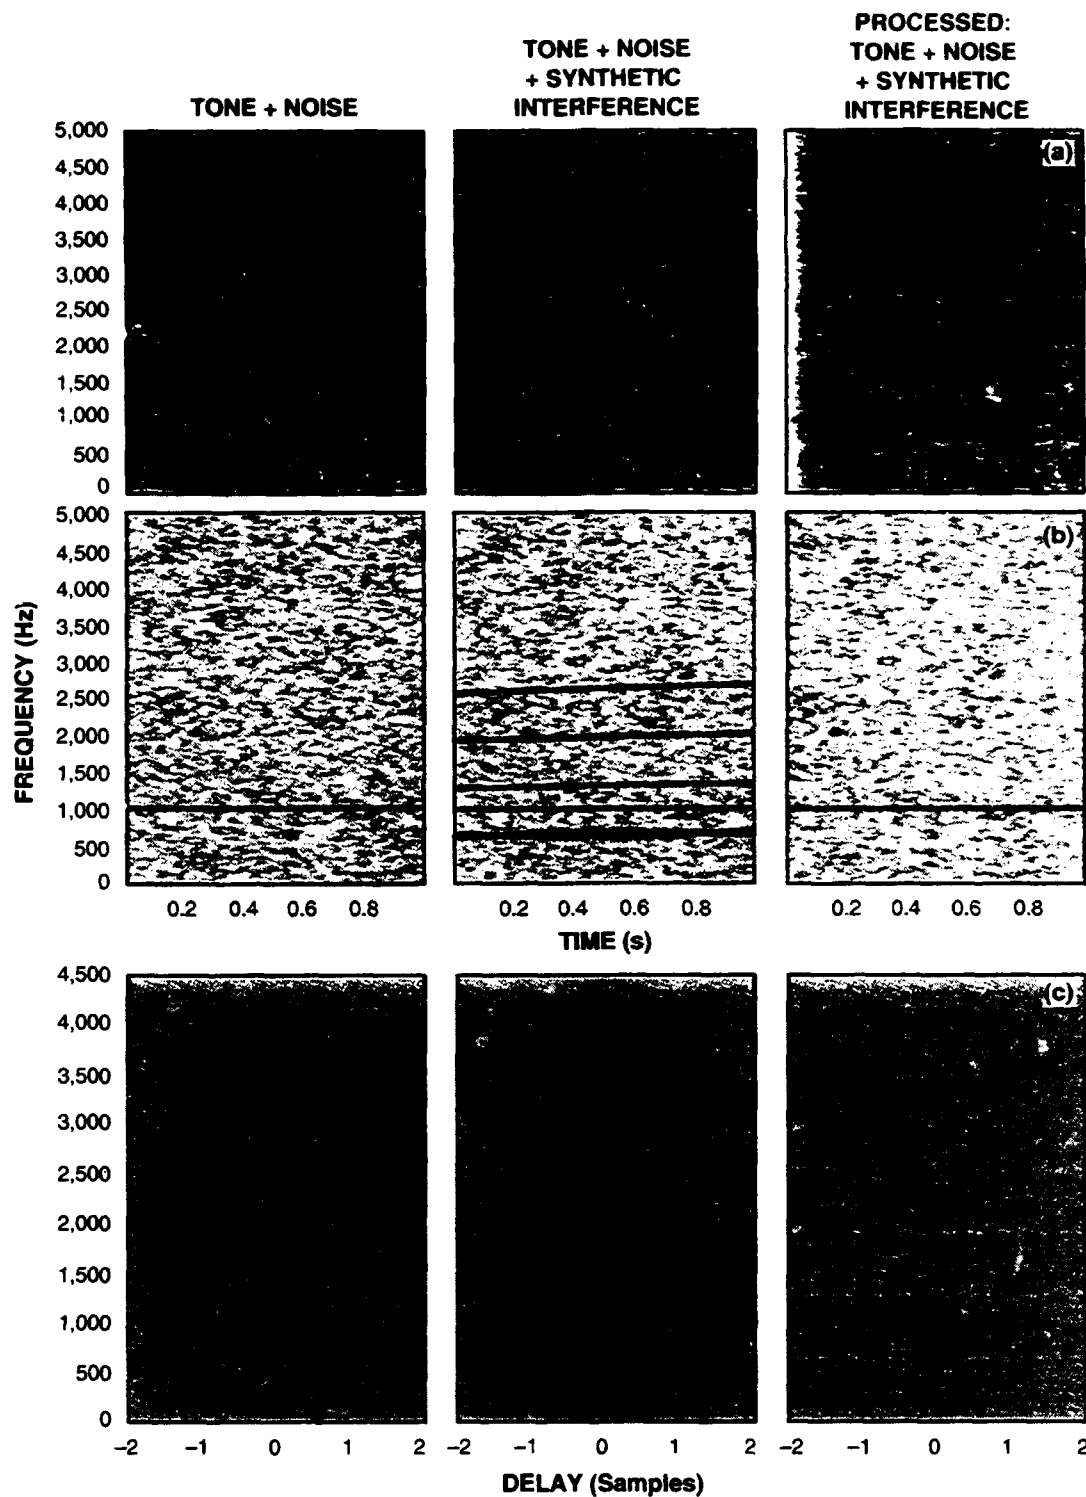 TONE + NOISE
TONE + NOISE
+ SYNTHETIC
INTERFERENCE
PROCESSED:
TONE + NOISE
+ SYNTHETIC
INTERFERENCE
5,000
4,500
4,000
3,500
3,000
2,500
2,000
1,500
1,000
500
0
(a)
FREQUENCY (Hz)
5,000
4,500
4,000
3,500
3,000
2,500
2,000
1,500
1,000
500
0
(b)
0.2 0.4 0.6 0.8 0.2 0.4 0.6 0.8 0.2 0.4 0.6 0.8
TIME (s)
4,500
4,000
3,500
3,000
2,500
2,000
1,500
1,000
500
0
(c)
−2 −1 0 1 2 −2 −1 0 1 2 −2 −1 0 1 2
DELAY (Samples)